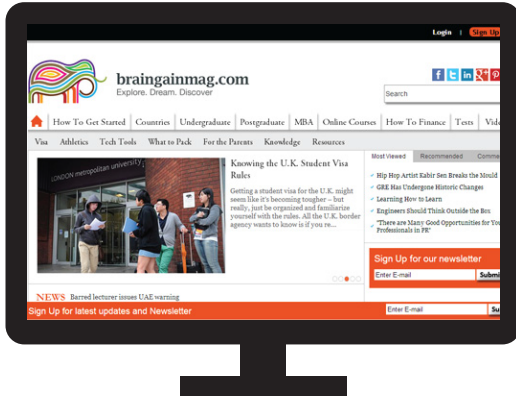 Login | Sign Up
braingainmag.com
Explore. Dream. Discover
Search
How To Get Started Countries Undergraduate Postgraduate MBA Online Courses How To Finance Tests
Visa Athletics Tech Tools What to Pack For the Parents Knowledge Resources
LONDON metropolitan university
Knowing the U.K. Student Visa
Rules
Getting a student visa for the U.K. might
seem like it's becoming tougher – but
really, just be organized and familiarize
yourself with the rules. All the U.K. border
agency wants to know is if you re...
Most Viewed Recommended
Hip Hop Artist Kabir Sen Breaks the Mould
GRE Has Undergone Historic Changes
Learning How to Learn
Engineers Should Think Outside the Box
"There are Many Good Opportunities for
Professionals in PR"
Sign Up for our newsletter
Enter E-mail
NEWS Barred lecturer issues UAE warning
Sign Up for latest updates and Newsletter Enter E-mail